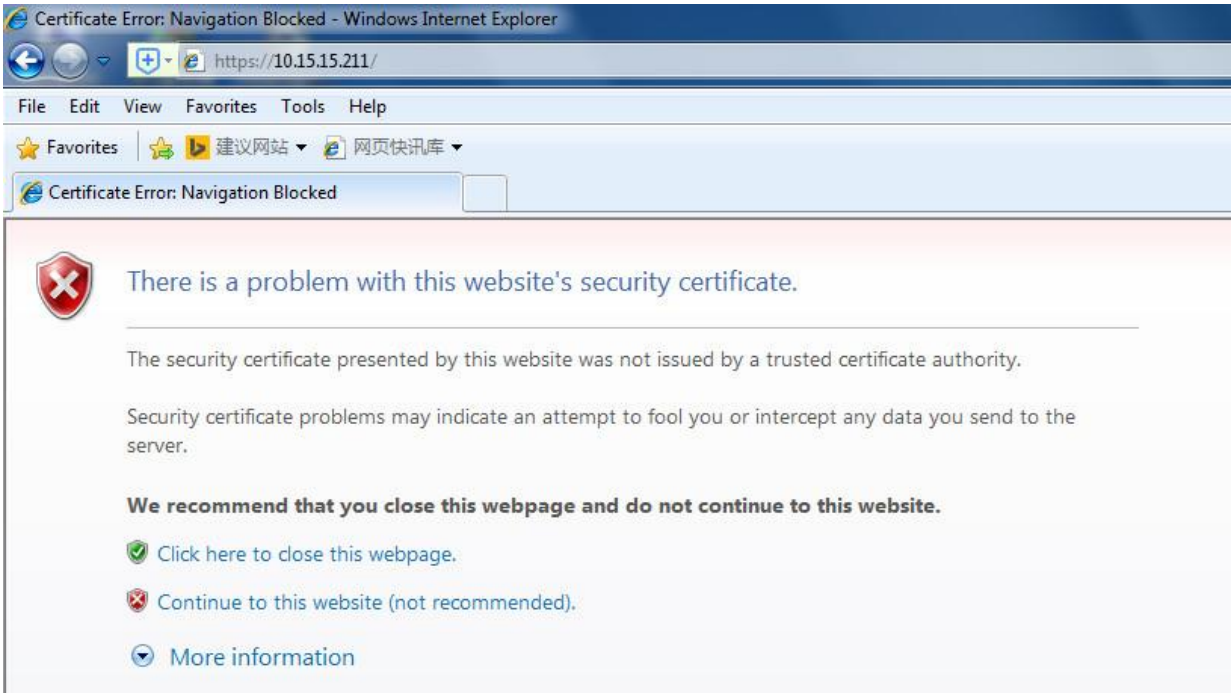 Certificate Error: Navigation Blocked - Windows Internet Explorer
https://10.15.15.211/
File Edit View Favorites Tools Help
Favorites 建议网站 网页快讯库
Certificate Error: Navigation Blocked
There is a problem with this website's security certificate.
The security certificate presented by this website was not issued by a trusted certificate authority.
Security certificate problems may indicate an attempt to fool you or intercept any data you send to the
server.
We recommend that you close this webpage and do not continue to this website.
Click here to close this webpage.
Continue to this website (not recommended).
More information